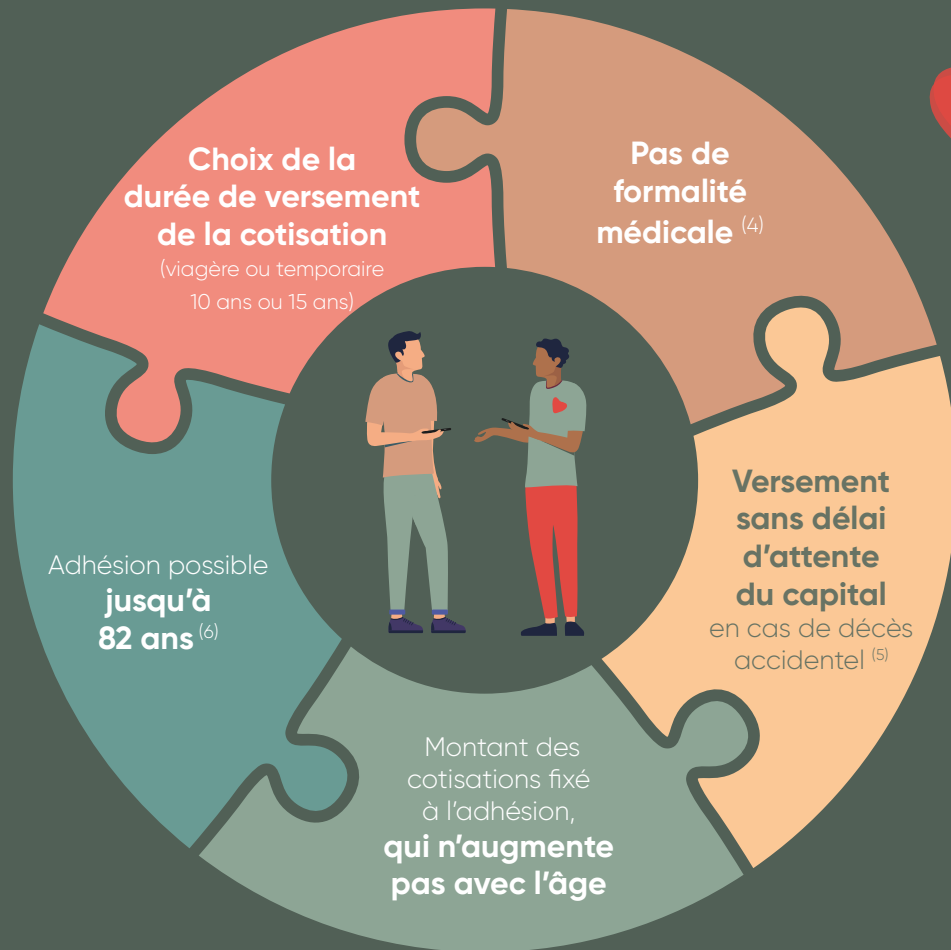 Choix de la
durée de versement
de la cotisation
(viagère ou temporaire
10 ans ou 15 ans)
Pas de
formalité
médicale (4)
Versement
sans délai
d'attente
du capital
en cas de décès
accidentel (5)
Montant des
cotisations fixé
à l'adhésion,
qui n'augmente
pas avec l'âge
Adhésion possible
jusqu'à
82 ans (6)